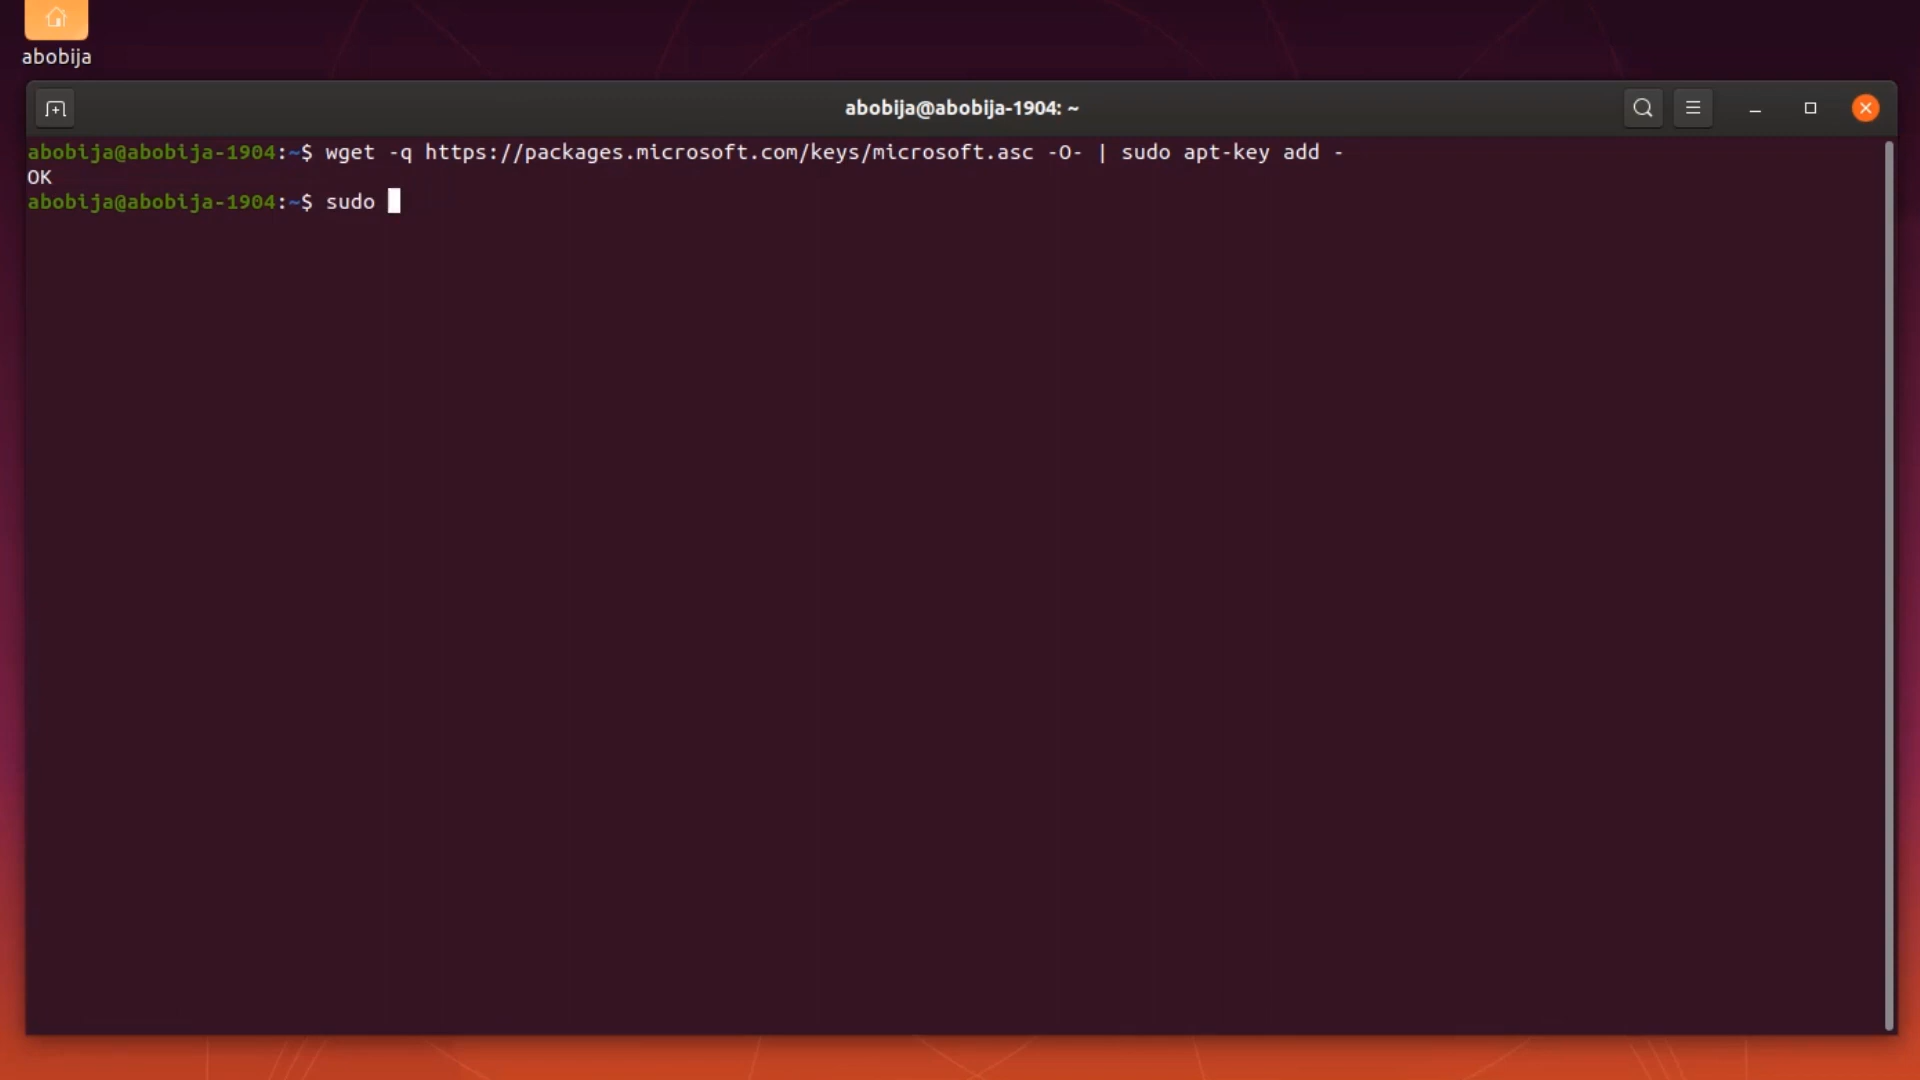 abobija
abobija@abobija-1904: ~
abobija@abobija-1904:~$ wget -q https://packages.microsoft.com/keys/microsoft.asc -O- | sudo apt-key add -
OK
abobija@abobija-1904:~$ sudo